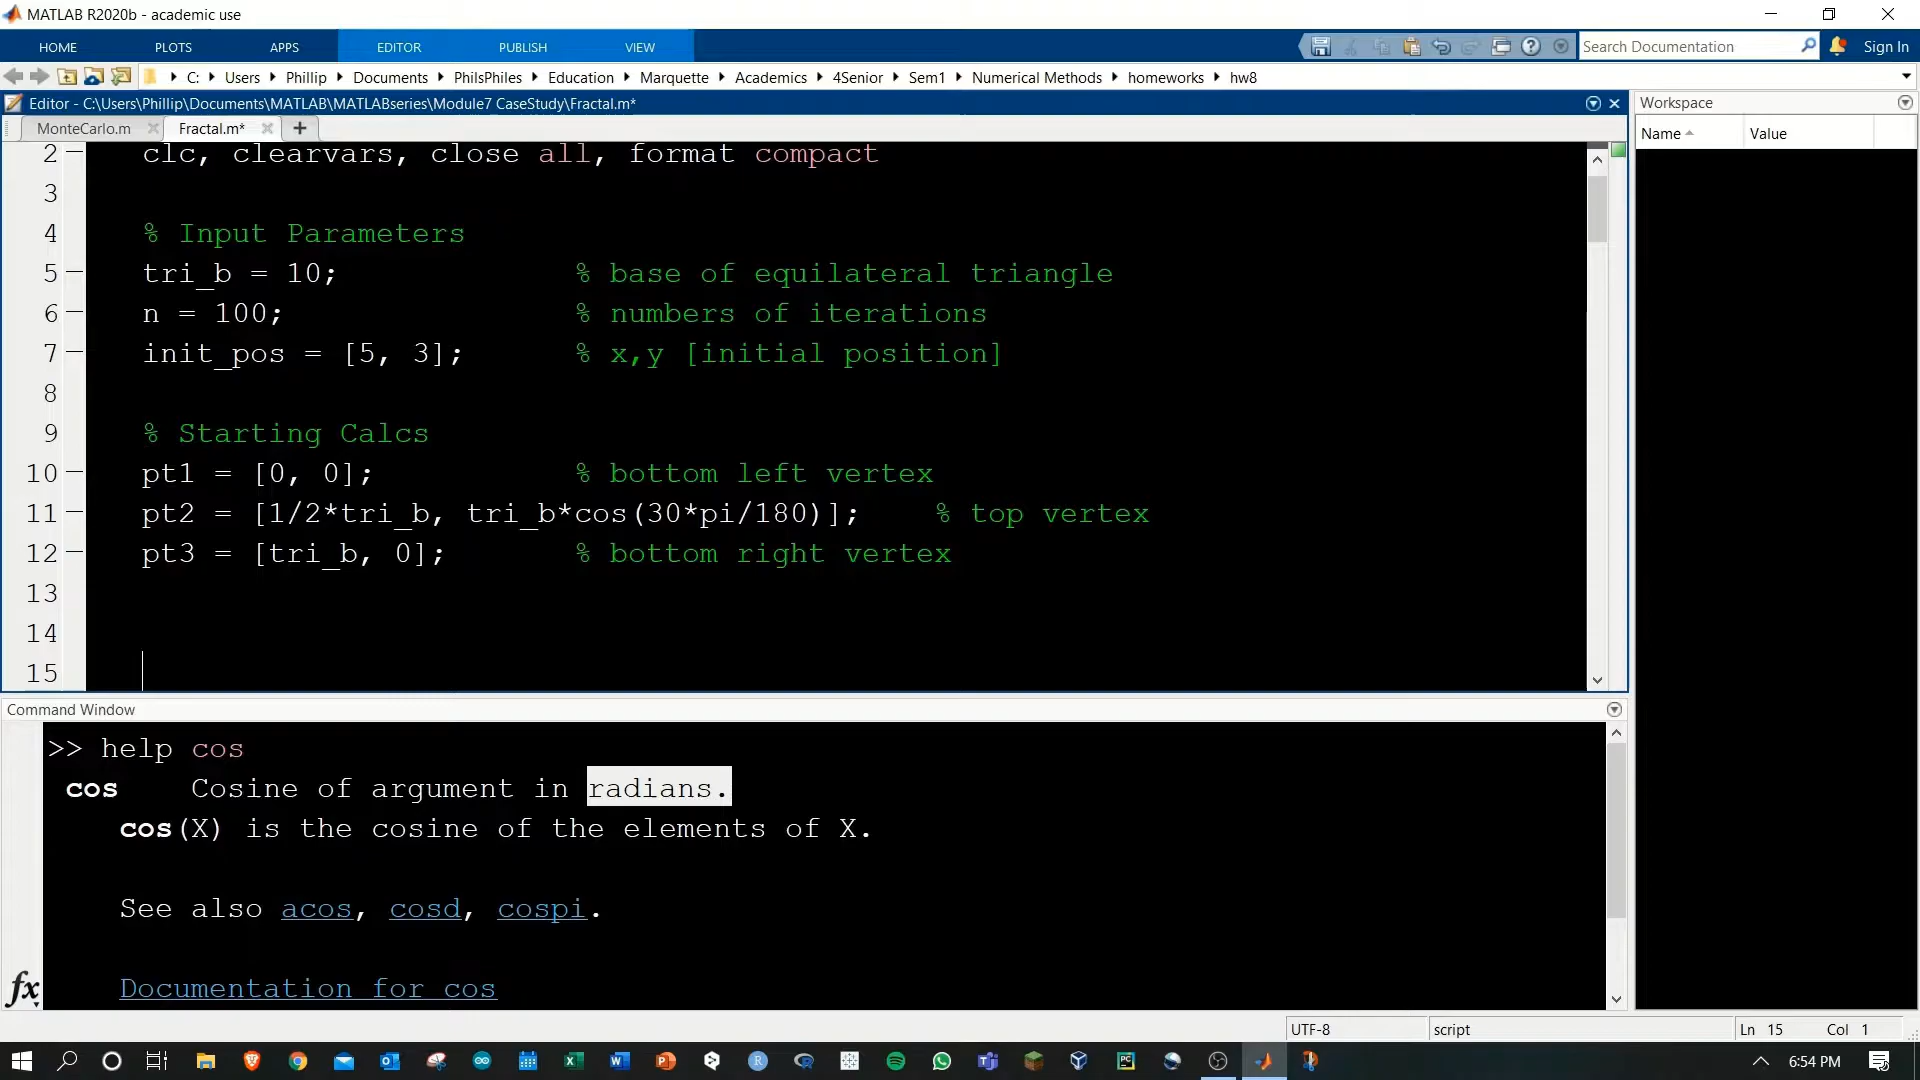 MATLAB R2020b - academic use
HOME PLOTS APPS EDITOR PUBLISH VIEW Search Documentation Sign In
C: Users Phillip Documents PhilsPhiles Education Marquette Academics 4Senior Sem1 Numerical Methods homeworks hw8
Editor - C:\Users\Phillip\Documents\MATLAB\MATLABseries\Module7 CaseStudy\Fractal.m*
Workspace
MonteCarlo.m Fractal.m*
Name Value
2 clc, clearvars, close all, format compact
3
4 % Input Parameters
5 tri_b = 10; % base of equilateral triangle
6 n = 100; % numbers of iterations
7 init_pos = [5, 3]; % x,y [initial position]
8
9 % Starting Calcs
10 pt1 = [0, 0]; % bottom left vertex
11 pt2 = [1/2*tri_b, tri_b*cos(30*pi/180)]; % top vertex
12 pt3 = [tri_b, 0]; % bottom right vertex
13
14
15
Command Window
>> help cos
cos Cosine of argument in radians.
cos(X) is the cosine of the elements of X.
See also acos, cosd, cospi.
Documentation for cos
fx
UTF-8 script Ln 15 Col 1
6:54 PM